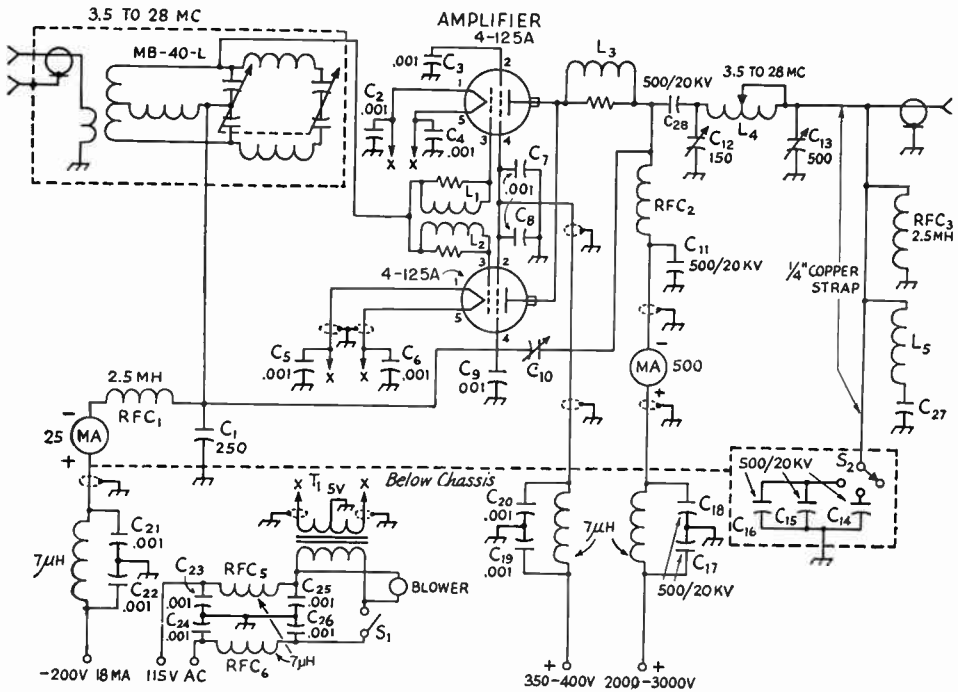 3.5 TO 28 MC
AMPLIFIER
4-125A
MB-40-L
.001
C3
2
1
5
3
4
C2
.001
C4
.001
X X
L3
500/20 KV
C28
3.5 TO 28 MC
L4
C12
150
C13
500
C7
.001
C8
L1
L2
3
2
4-125A
1
5
4
RFC2
C11
500/20 KV
RFC3
2.5MH
1/4" COPPER
STRAP
L5
C27
C5
.001
X X
C6
.001
C9
001
C10
-
MA
500
+
2.5 MH
RFC1
-
25
MA
+
C1
250
S2
500/20 KV
C16
C15
C14
X
T1
5V
X
Below Chassis
C20
.001
C19
.001
7µH
C18
C17
500/20 KV
7µH
C21
.001
C22
.001
C23
.001
RFC5
C25
.001
BLOWER
C24
.001
C26
.001
S1
RFC6
7µH
-200V 18 MA
115V AC
+
350-400V
+
2000-3000V